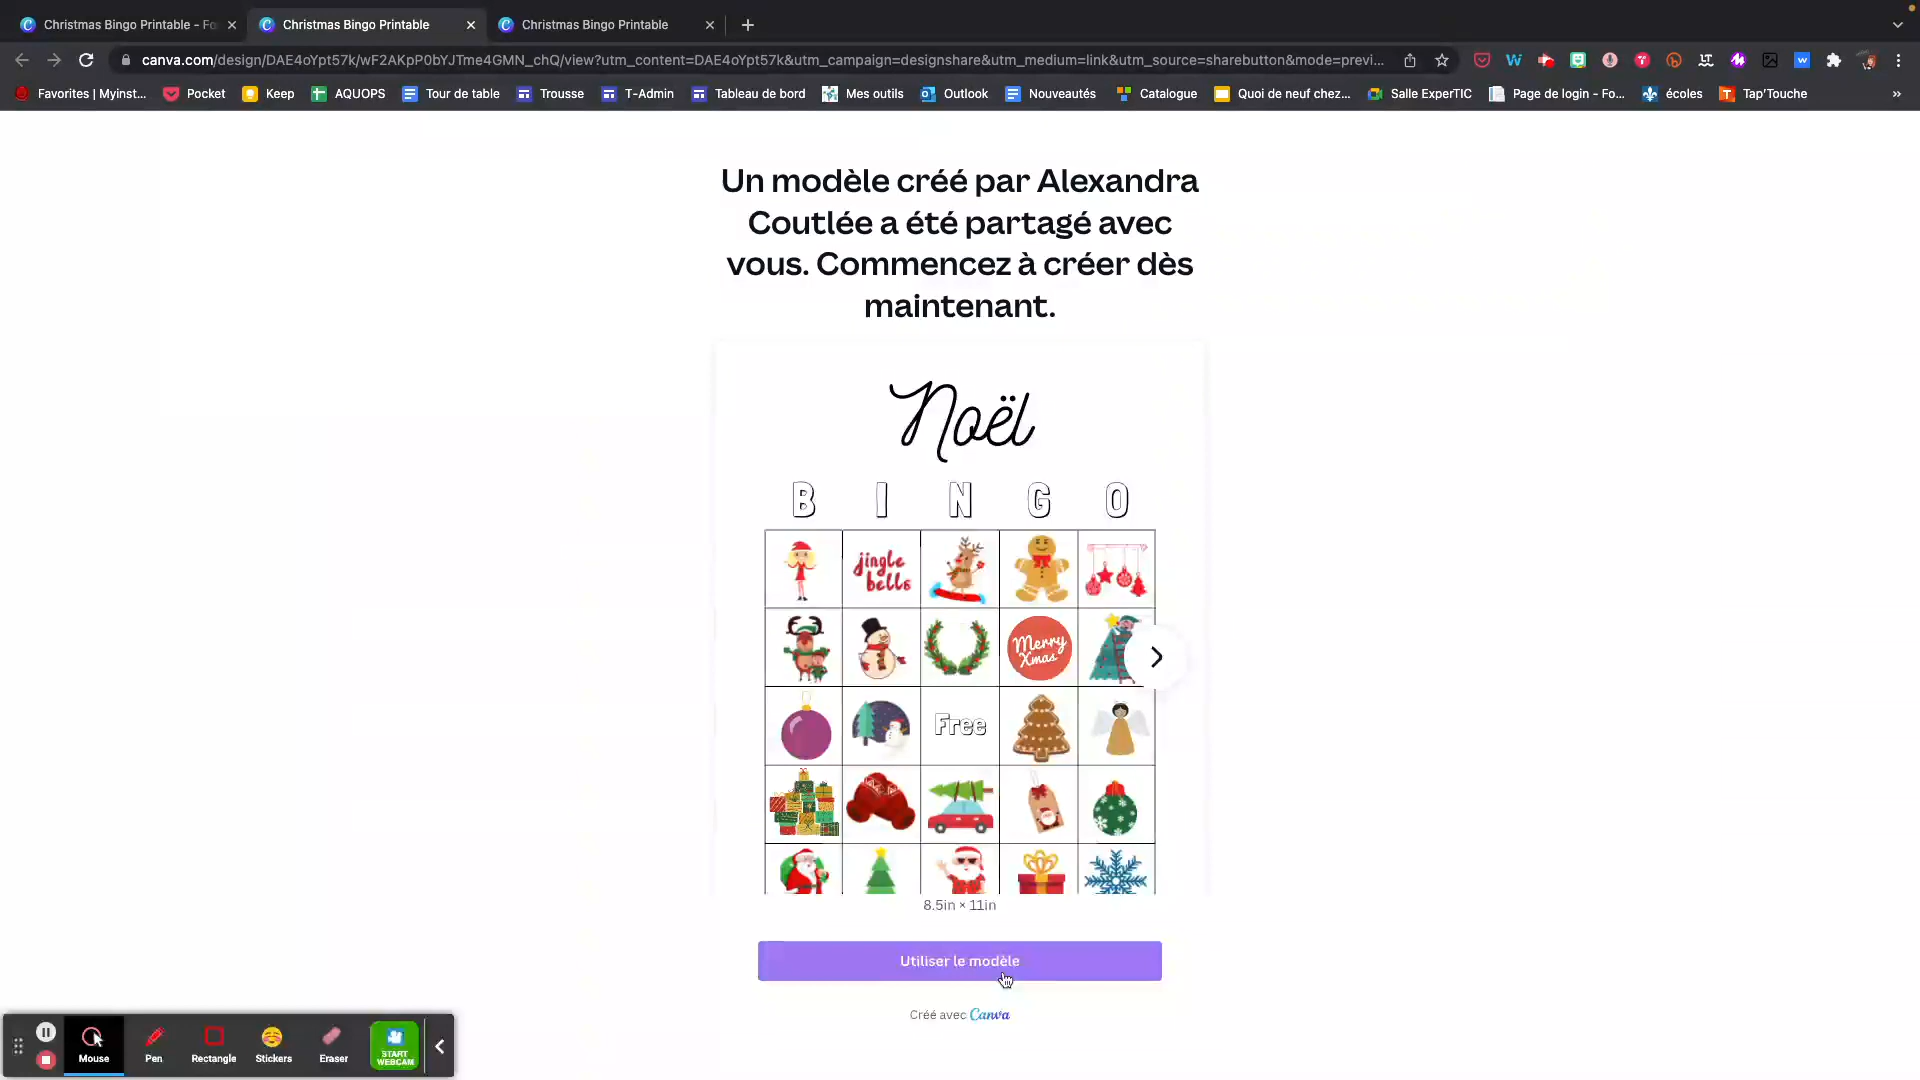 Christmas Bingo Printable - Fo
Christmas Bingo Printable
Christmas Bingo Printable
canva.com/design/DAE4oYpt57k/wF2AKpP0bYJTme4GMN_chQ/view?utm_content=DAE4oYpt57k&utm_campaign=designshare&utm_medium=link&utm_source=sharebutton&mode=previ...
Favorites | Myinst... Pocket Keep AQUOPS Tour de table Trousse T-Admin Tableau de bord Mes outils Outlook Nouveautés Catalogue Quoi de neuf chez... Salle ExperTIC Page de login - Fo... écoles Tap'Touche
Un modèle créé par Alexandra
Coutlée a été partagé avec
vous. Commencez à créer dès
maintenant.
Noël
B I N G O
jingle
bells
Merry
Xmas
Free
8.5in × 11in
Utiliser le modèle
Créé avec Canva
Mouse Pen Rectangle Stickers Eraser START
WEBCAM